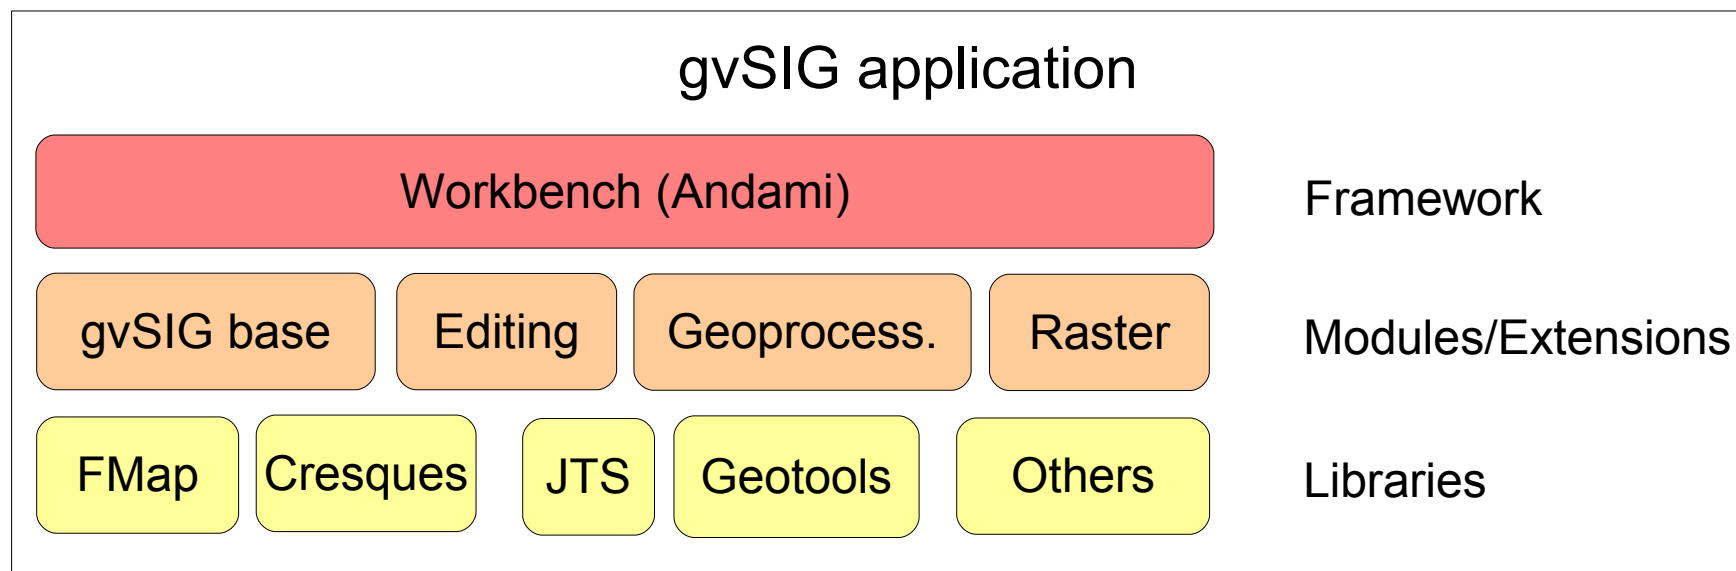 gvSIG application
Workbench (Andami)
Framework
gvSIG base
Editing
Geoprocess.
Raster
Modules/Extensions
FMap
Cresques
JTS
Geotools
Others
Libraries